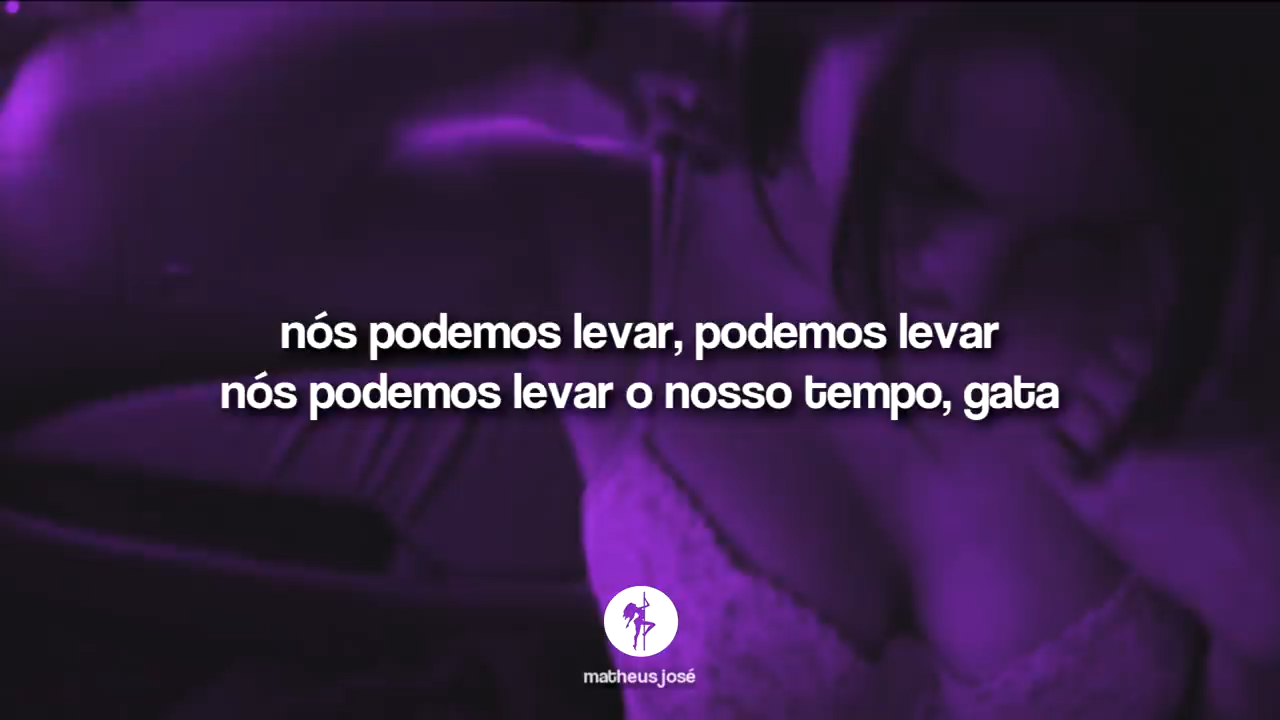 nós podemos levar, podemos levar
nós podemos levar o nosso tempo, gata
matheus josé